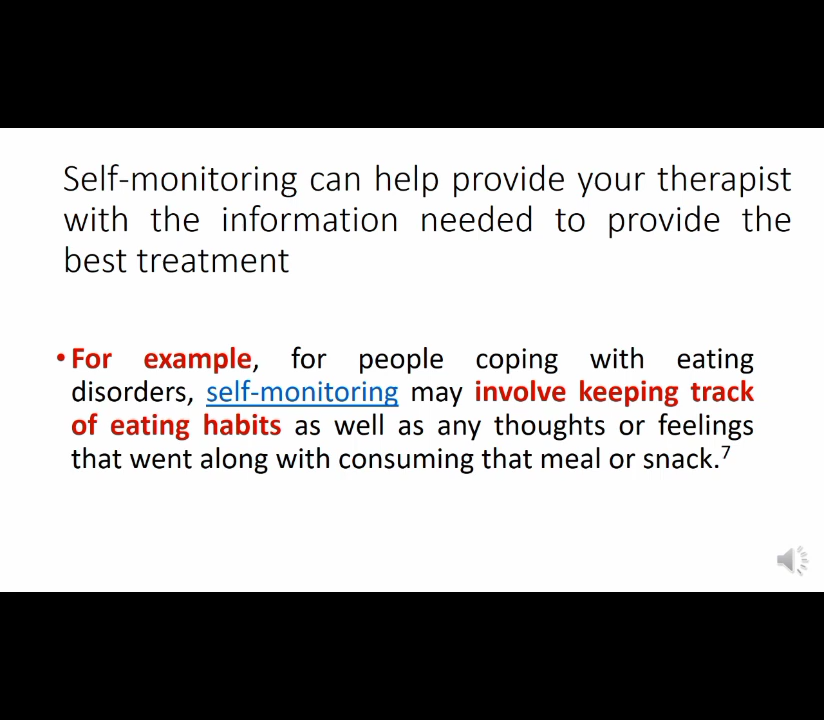 Self-monitoring can help provide your therapist
with the information needed to provide the
best treatment
• For example, for people coping with eating
disorders, self-monitoring may involve keeping track
of eating habits as well as any thoughts or feelings
that went along with consuming that meal or snack.⁷